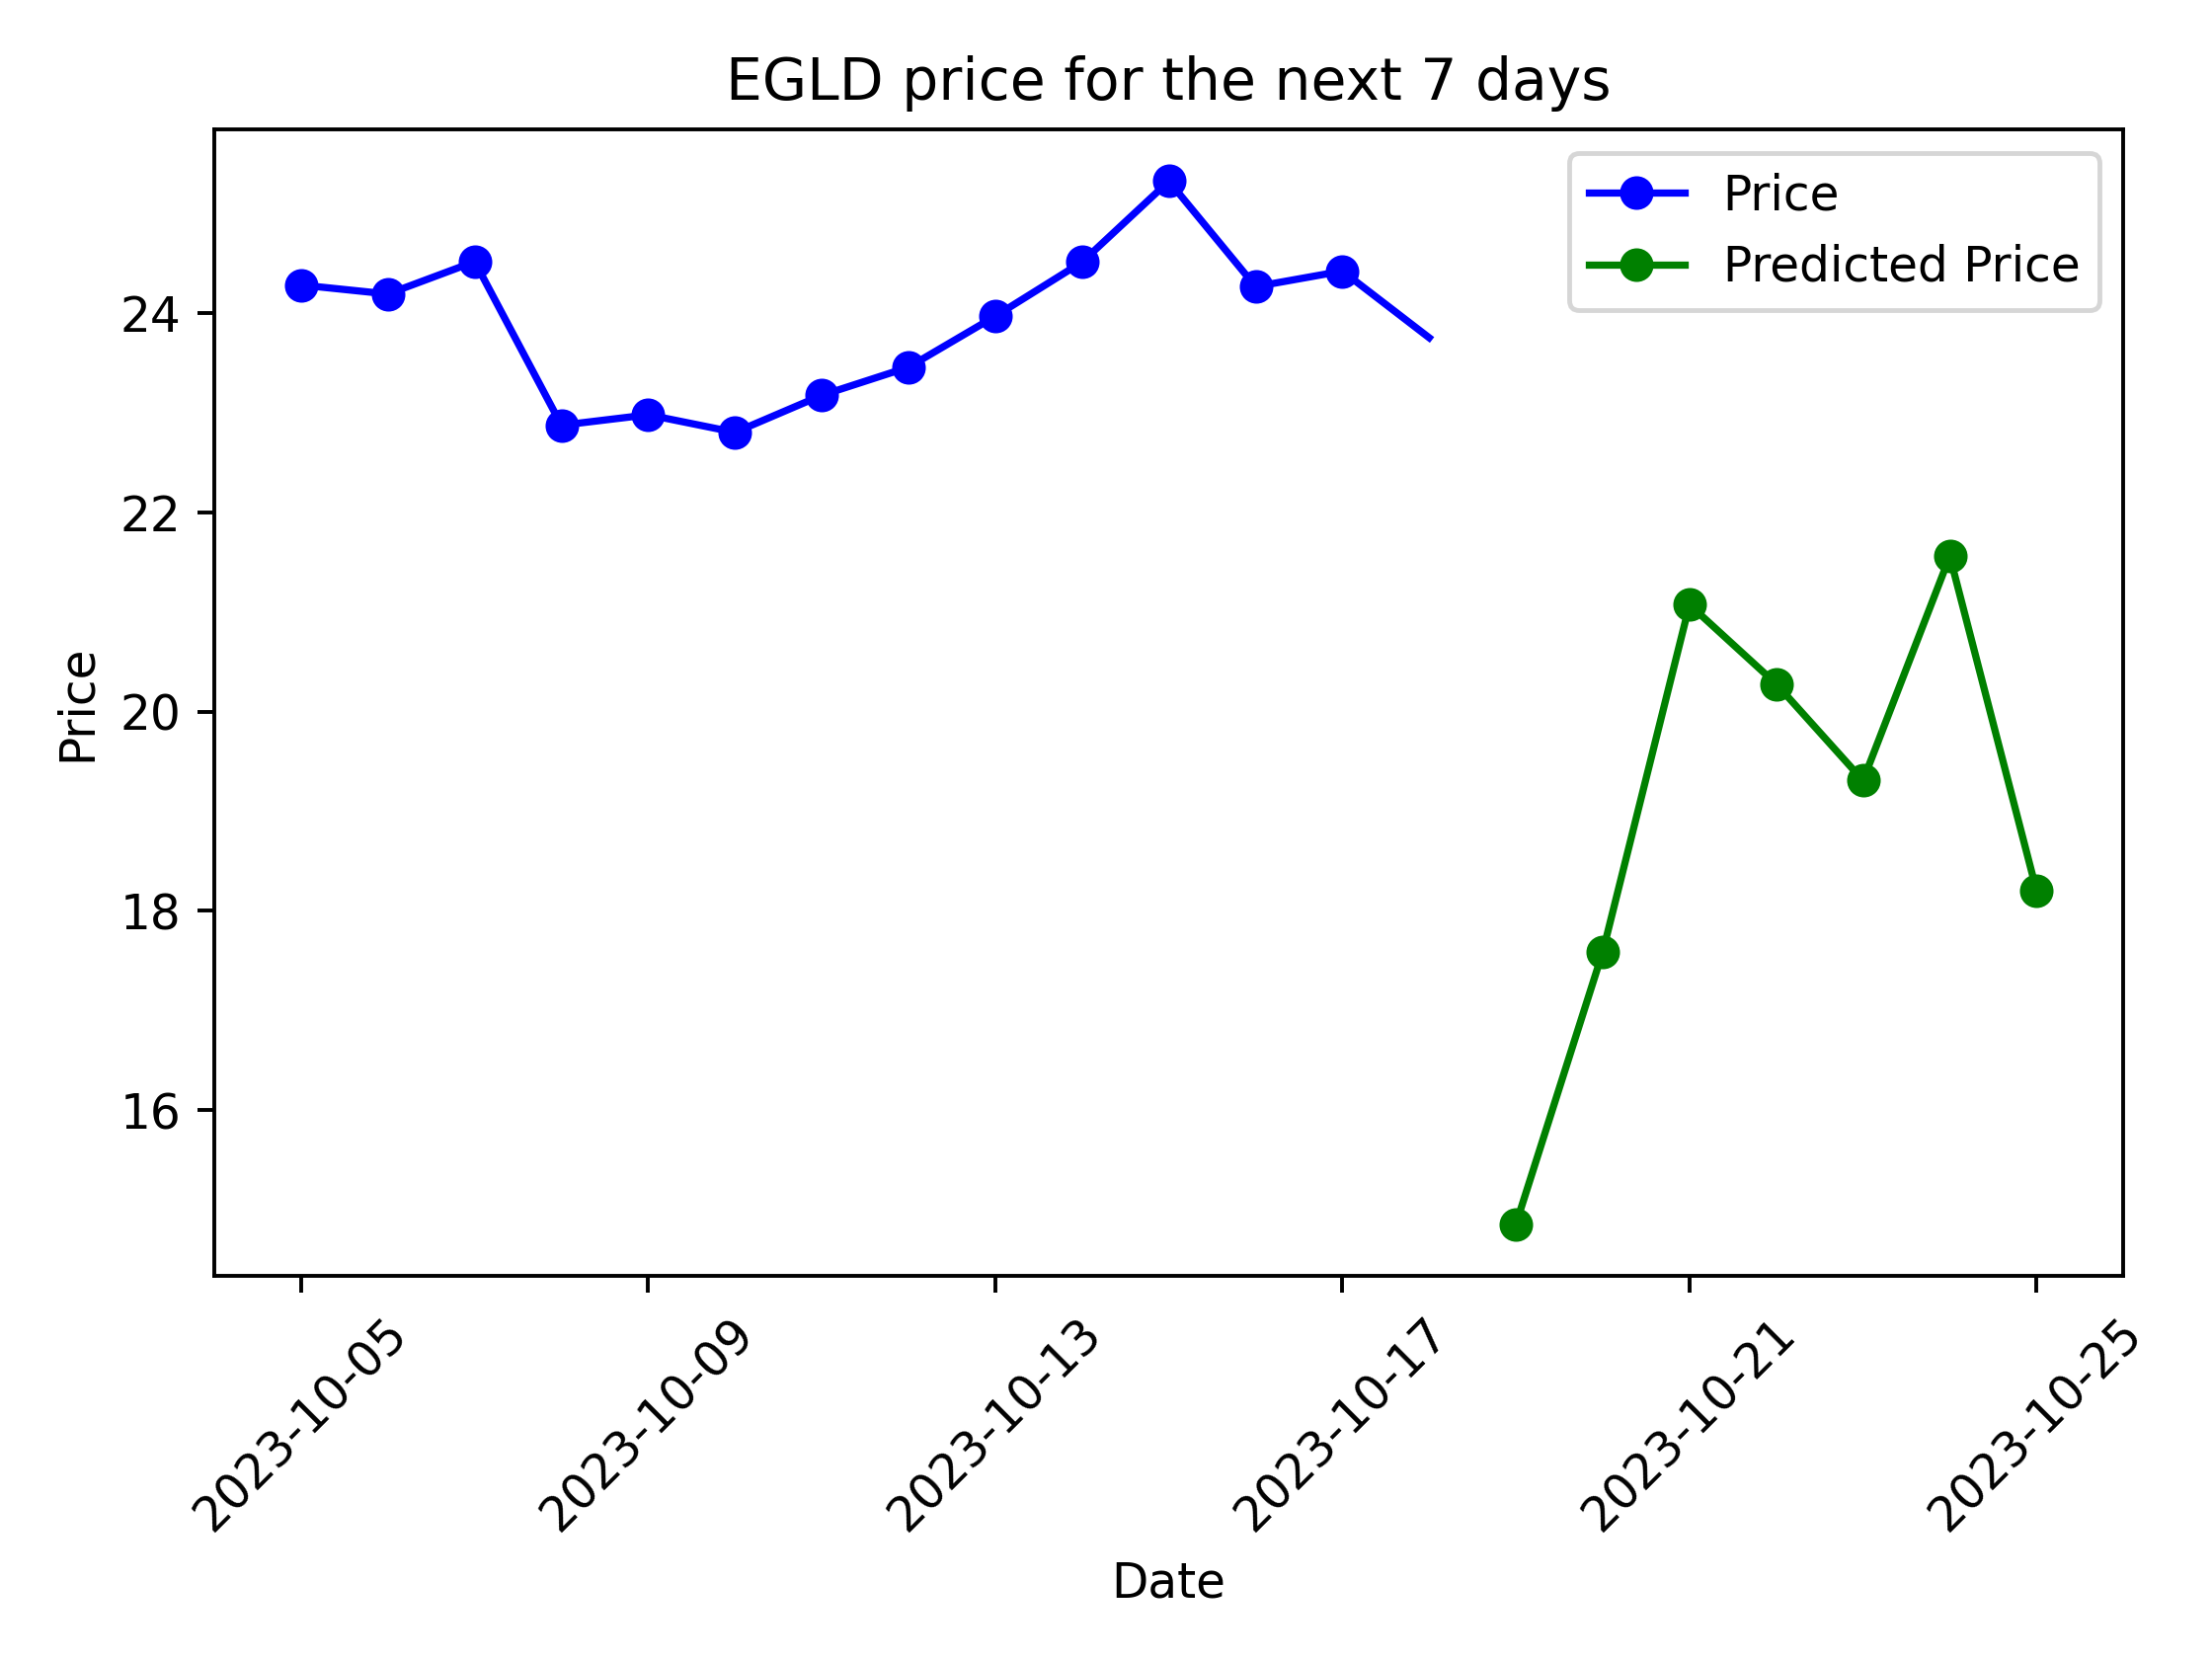 EGLD price for the next 7 days
Price
Predicted Price
24
22
20
18
16
Price
2023-10-05
2023-10-09
2023-10-13
2023-10-17
2023-10-21
2023-10-25
Date